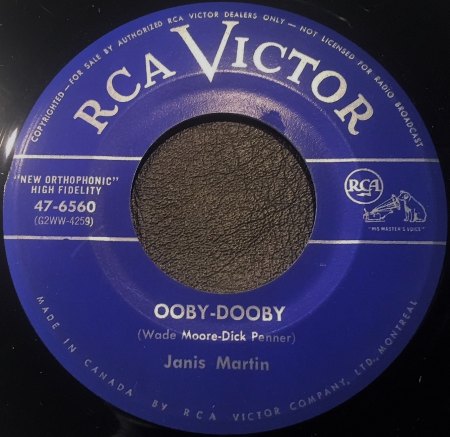 COPYRIGHTED- FOR SALE BY AUTHORIZED RCA VICTOR DEALERS ONLY - NOT LICENSED FOR RADIO BROADCAST
RCA VICTOR
"NEW ORTHOPHONIC"
HIGH FIDELITY
47-6560
(G2WW-4259)
RCA
"HIS MASTER'S VOICE"
OOBY-DOOBY
(Wade Moore-Dick Penner)
Janis Martin
MADE IN CANADA BY RCA VICTOR COMPANY, LTD., MONTREAL